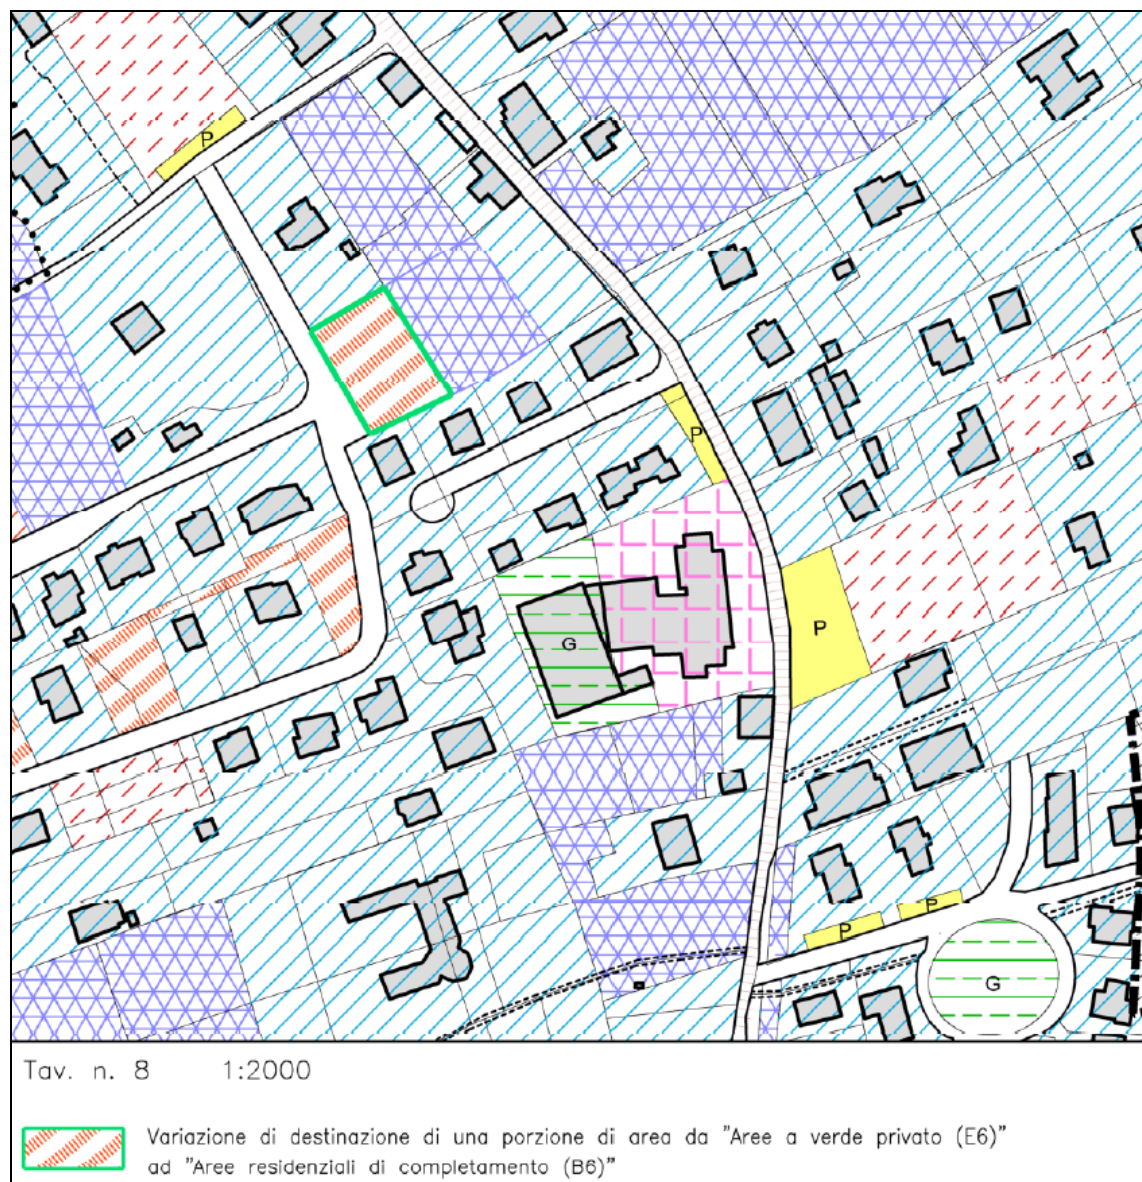 P
P
P
G
P
P
G
Tav. n. 8 1:2000
Variazione di destinazione di una porzione di area da "Aree a verde privato (E6)"
ad "Aree residenziali di completamento (B6)"